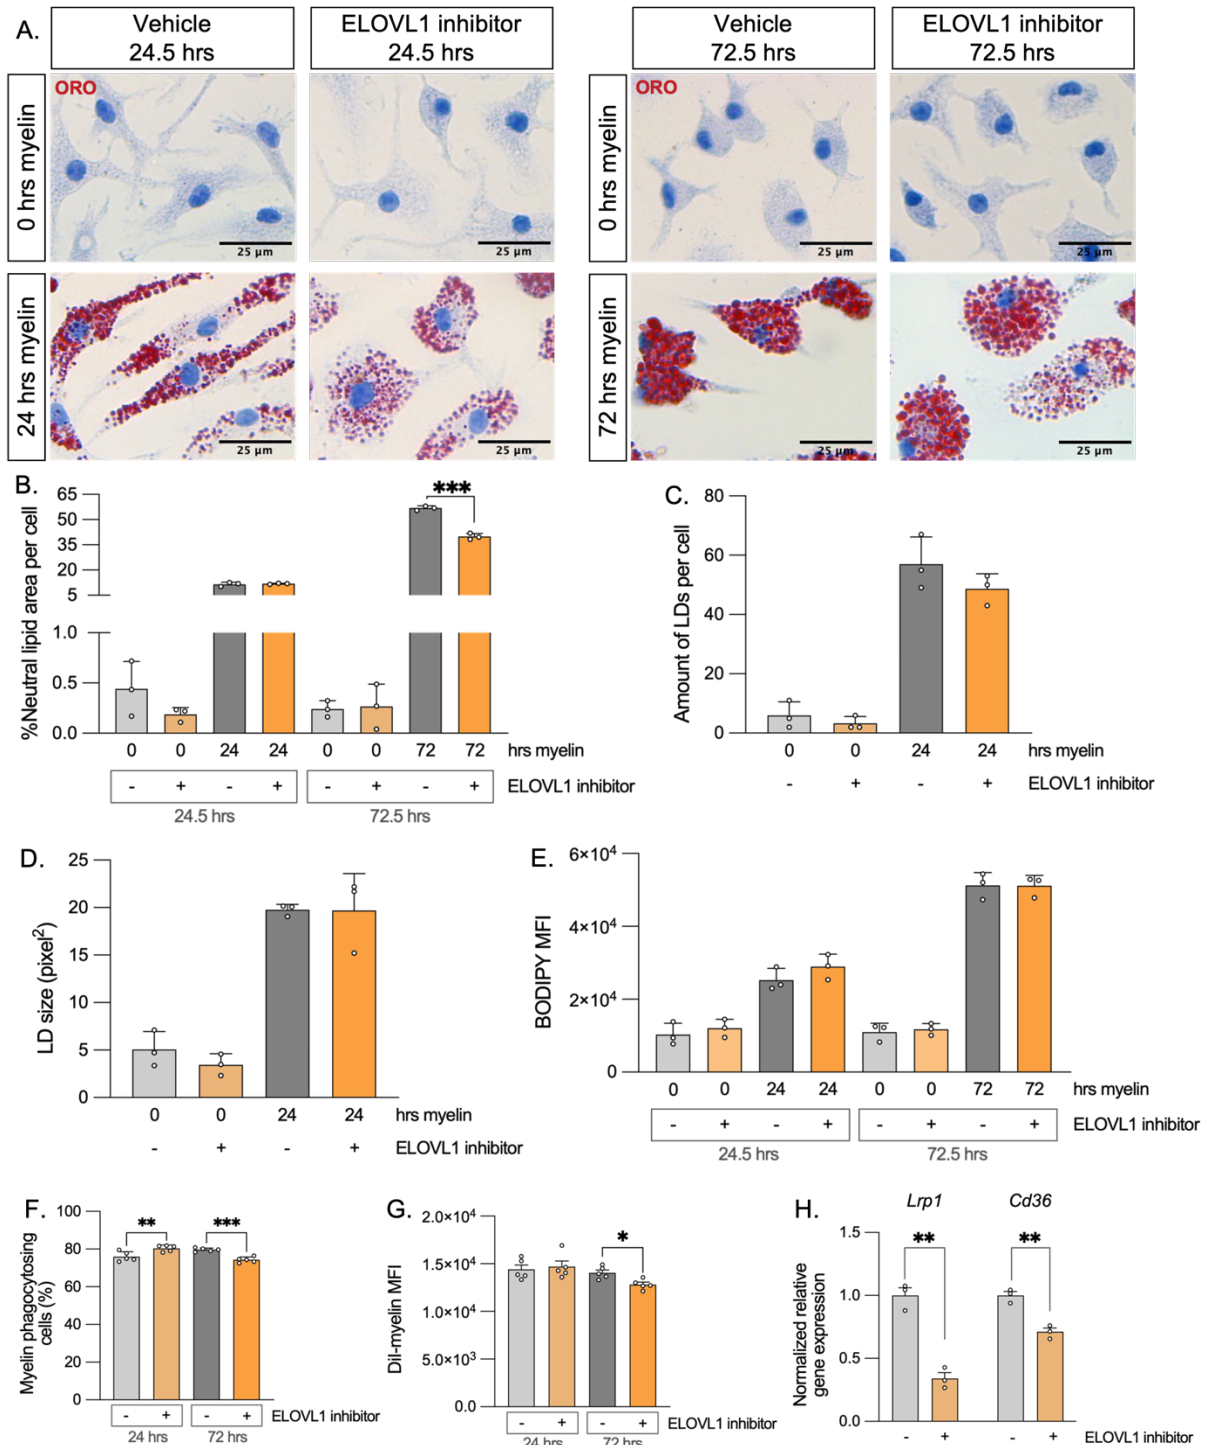 A.
Vehicle
24.5 hrs
ELOVL1 inhibitor
24.5 hrs
Vehicle
72.5 hrs
ELOVL1 inhibitor
72.5 hrs
0 hrs myelin
ORO
25 µm
25 µm
ORO
25 µm
25 µm
24 hrs myelin
25 µm
25 µm
72 hrs myelin
25 µm
25 µm
B.
%Neutral lipid area per cell
65
50
35
20
5
1.0
0.5
0.0
***
0 0 24 24 0 0 72 72 hrs myelin
- + - + - + - + ELOVL1 inhibitor
24.5 hrs 72.5 hrs
C.
Amount of LDs per cell
80
60
40
20
0
0 0 24 24 hrs myelin
- + - + ELOVL1 inhibitor
D.
LD size (pixel²)
25
20
15
10
5
0
0 0 24 24 hrs myelin
- + - + ELOVL1 inhibitor
E.
BODIPY MFI
6×10⁴
4×10⁴
2×10⁴
0
0 0 24 24 0 0 72 72 hrs myelin
- + - + - + - + ELOVL1 inhibitor
24.5 hrs 72.5 hrs
F.
Myelin phagocytosing
cells (%)
100
80
60
40
20
0
** ***
- + - + ELOVL1 inhibitor
24 hrs 72 hrs
G.
DiI-myelin MFI
2.0×10⁴
1.5×10⁴
1.0×10⁴
5.0×10³
0.0
*
- + - + ELOVL1 inhibitor
24 hrs 72 hrs
H.
Lrp1 Cd36
Normalized relative
gene expression
1.5
1.0
0.5
0.0
** **
- + - + ELOVL1 inhibitor